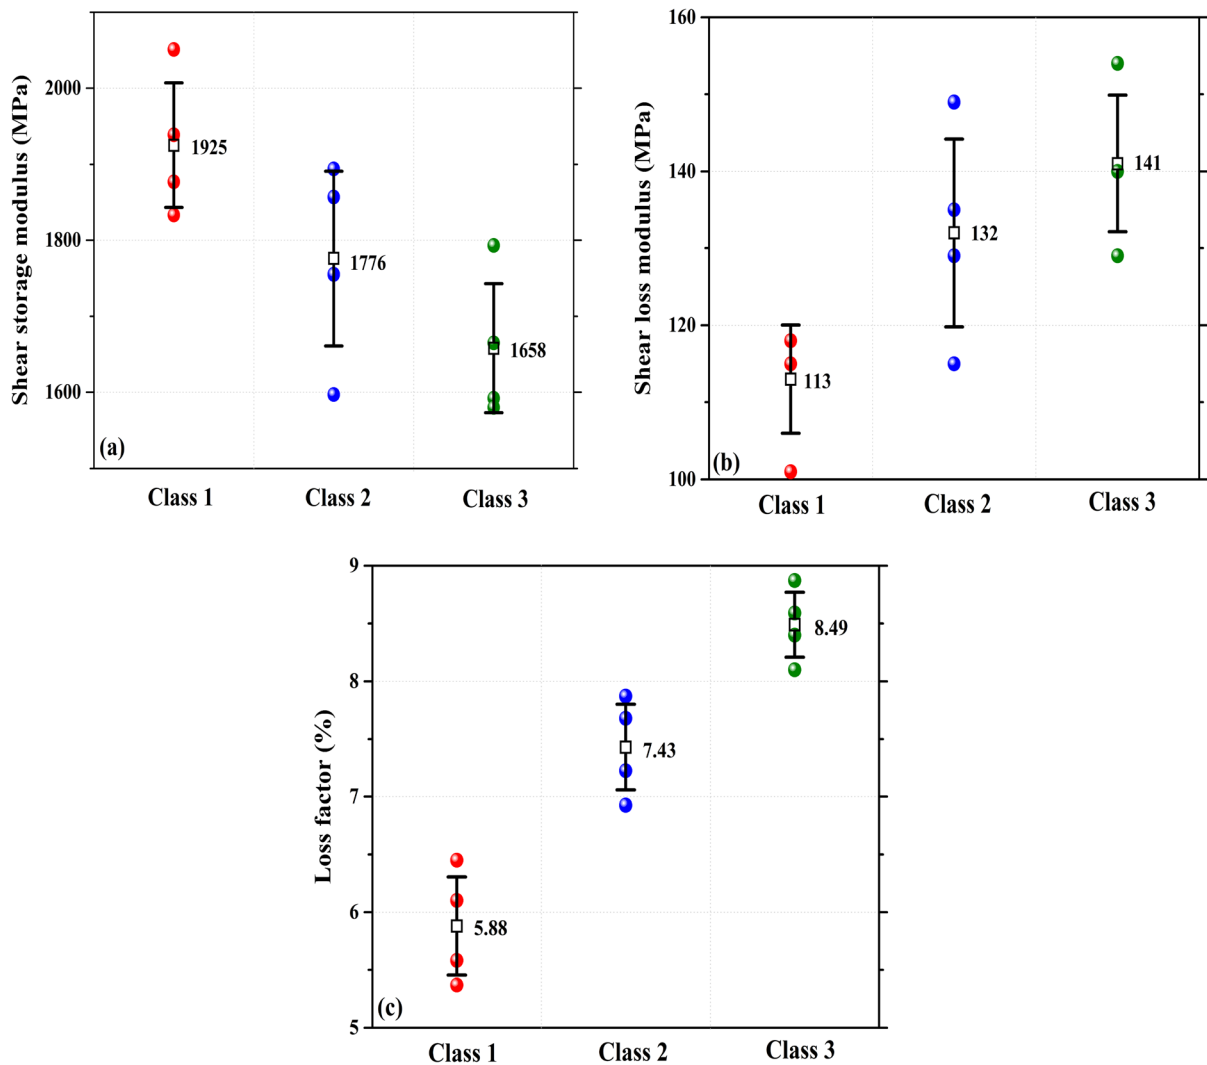 Shear storage modulus (MPa)
2000
1800
1600
1925
1776
1658
(a)
Class 1
Class 2
Class 3
Shear loss modulus (MPa)
160
140
120
100
113
132
141
(b)
Class 1
Class 2
Class 3
Loss factor (%)
9
8
7
6
5
5.88
7.43
8.49
(c)
Class 1
Class 2
Class 3